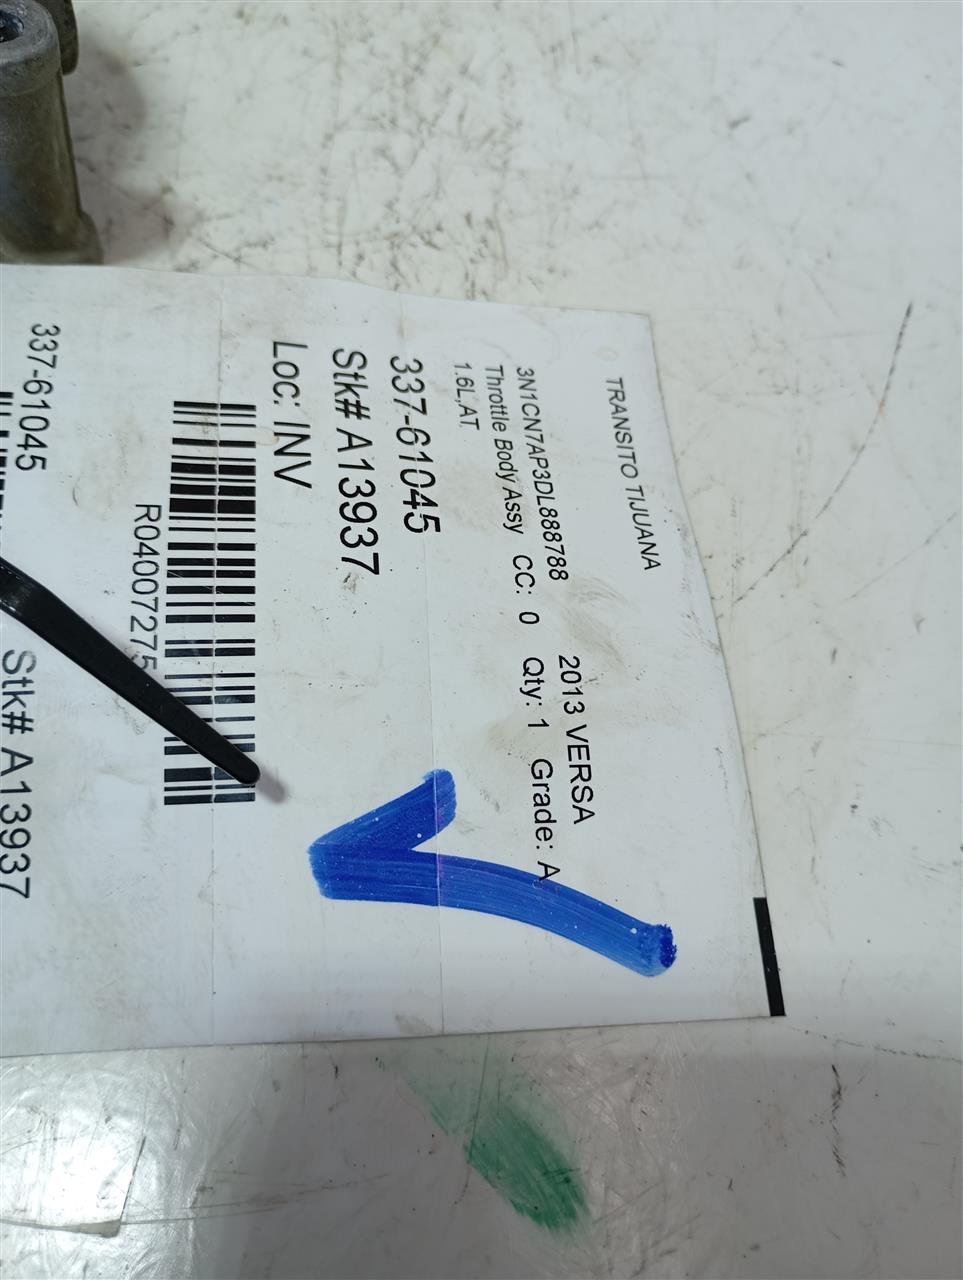 TRANSITO TIJUANA
3N1CN7AP3DL888788 2013 VERSA
Throttle Body Assy CC: 0 Qty: 1 Grade: A
1.6L,AT
337-61045
Stk# A13937
Loc: INV
R04007275
337-61045 Stk# A13937